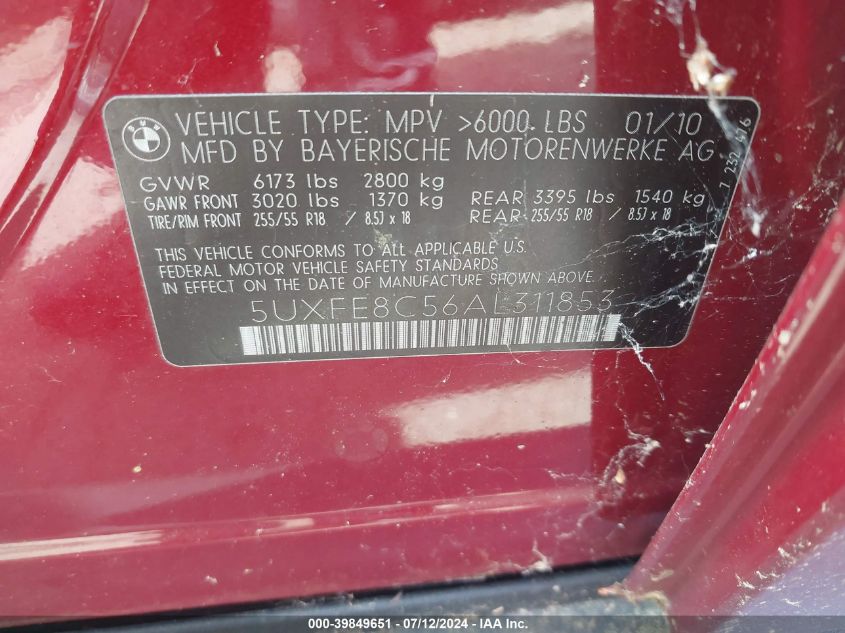 BMW
VEHICLE TYPE: MPV >6000 LBS 01/10
MFD BY BAYERISCHE MOTORENWERKE AG
GVWR 6173 lbs 2800 kg
GAWR FRONT 3020 lbs 1370 kg REAR 3395 lbs 1540 kg
TIRE/RIM FRONT 255/55 R18 / 8.5J x 18 REAR 255/55 R18 / 8.5J x 18
THIS VEHICLE CONFORMS TO ALL APPLICABLE U.S.
FEDERAL MOTOR VEHICLE SAFETY STANDARDS
IN EFFECT ON THE DATE OF MANUFACTURE SHOWN ABOVE.
5UXFE8C56AL311853
000-39849651 - 07/12/2024 -